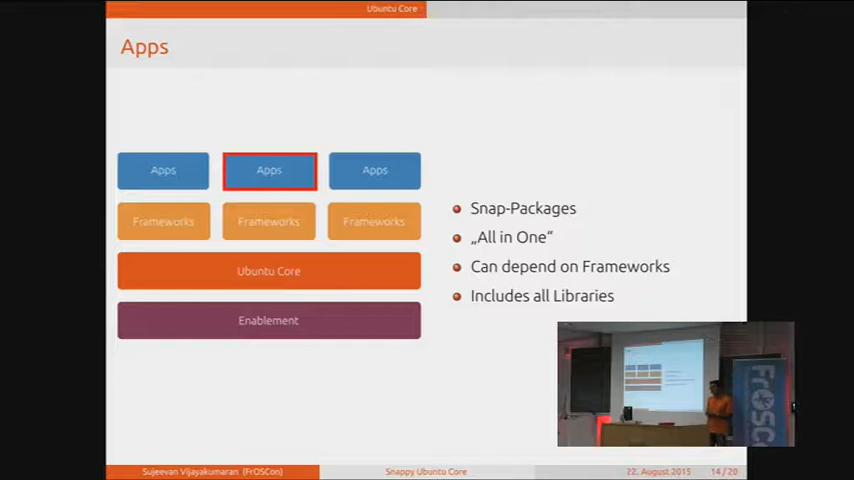 Ubuntu Core
Apps
Apps Apps Apps
Frameworks Frameworks Frameworks
Ubuntu Core
Enablement
Snap-Packages
„All in One“
Can depend on Frameworks
Includes all Libraries
FrOSCo
Sujeevan Vijayakumaran (FrOSCon) Snappy Ubuntu Core 22. August 2015 14 / 20